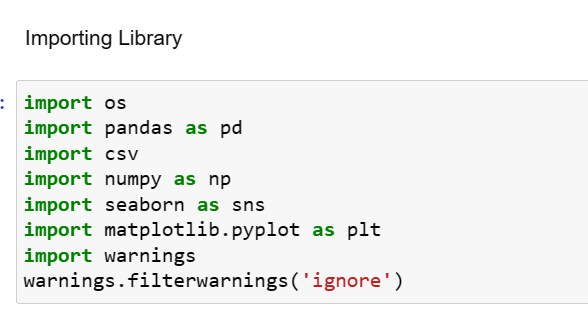 Importing Library
:
import os
import pandas as pd
import csv
import numpy as np
import seaborn as sns
import matplotlib.pyplot as plt
import warnings
warnings.filterwarnings('ignore')